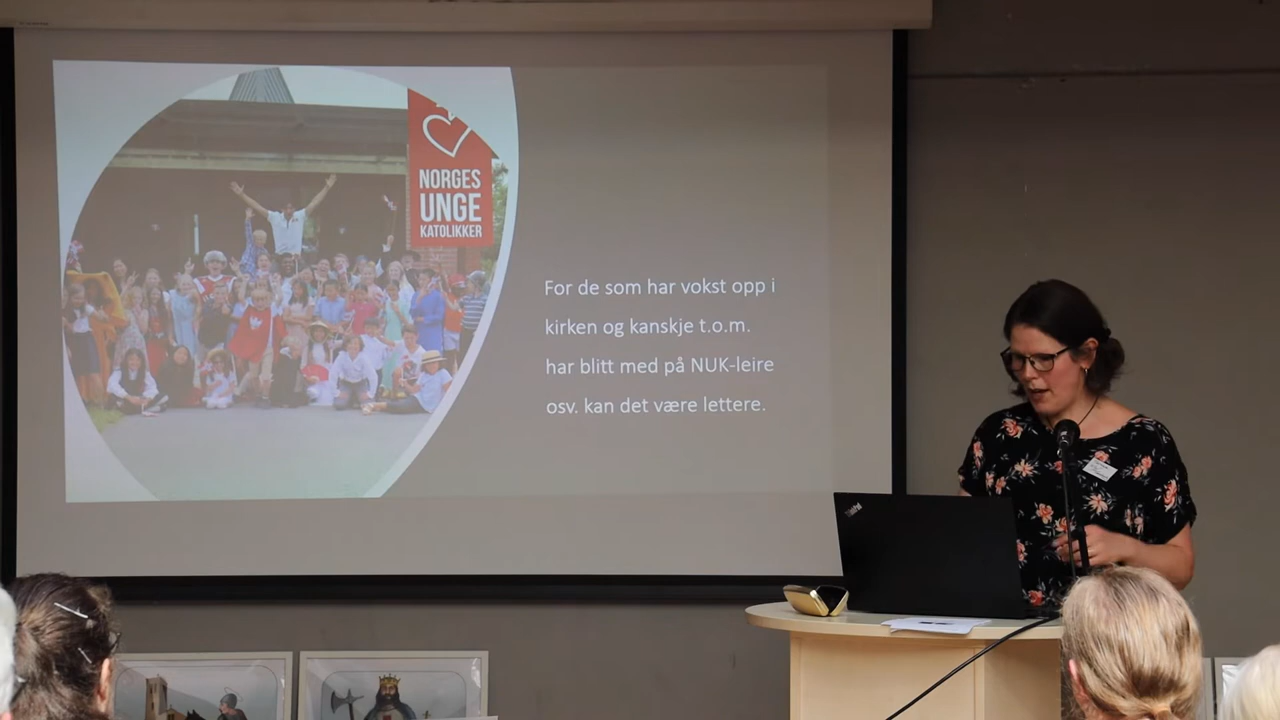 NORGES
UNGE
KATOLIKKER
For de som har vokst opp i
kirken og kanskje t.o.m.
har blitt med på NUK-leire
osv. kan det være lettere.
ThinkPad